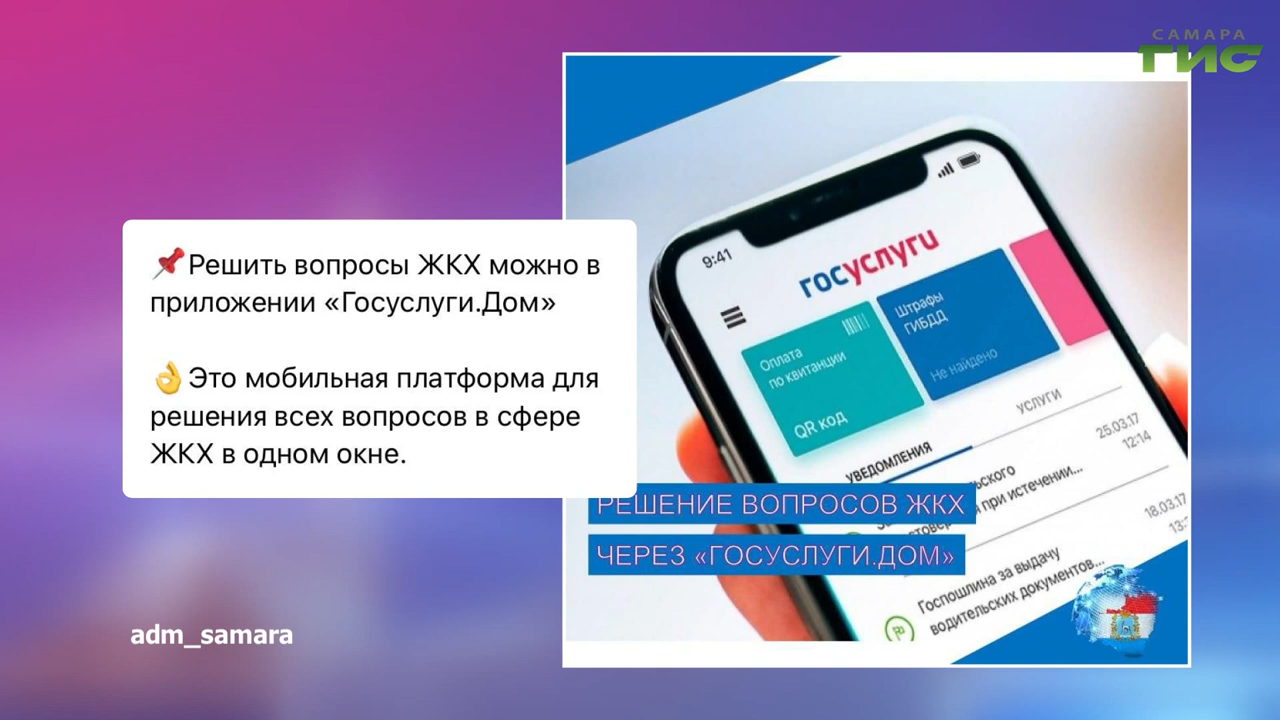 САМАРА
ГИС
📌Решить вопросы ЖКХ можно в
приложении «Госуслуги.Дом»
👌Это мобильная платформа для
решения всех вопросов в сфере
ЖКХ в одном окне.
adm_samara
9:41
госуслуги
Оплата
по квитанции
QR код
Штрафы
ГИБДД
Не найдено
УВЕДОМЛЕНИЯ
УСЛУГИ
25.03.17
12:14
при истечении...
18.03.17
Госпошлина за выдачу
водительских документов...
РЕШЕНИЕ ВОПРОСОВ ЖКХ
ЧЕРЕЗ «ГОСУСЛУГИ.ДОМ»